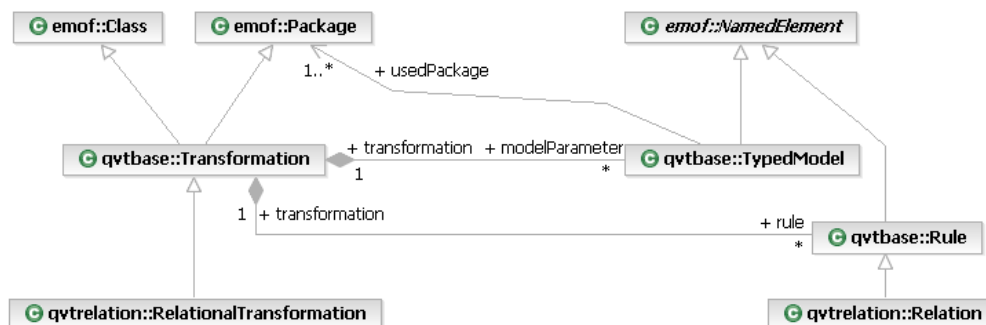 emof::Class
emof::Package
emof::NamedElement
1..*
+ usedPackage
qvtbase::Transformation
+ transformation
+ modelParameter
qvtbase::TypedModel
1
*
1
+ transformation
+ rule
*
qvtbase::Rule
qvtrelation::RelationalTransformation
qvtrelation::Relation